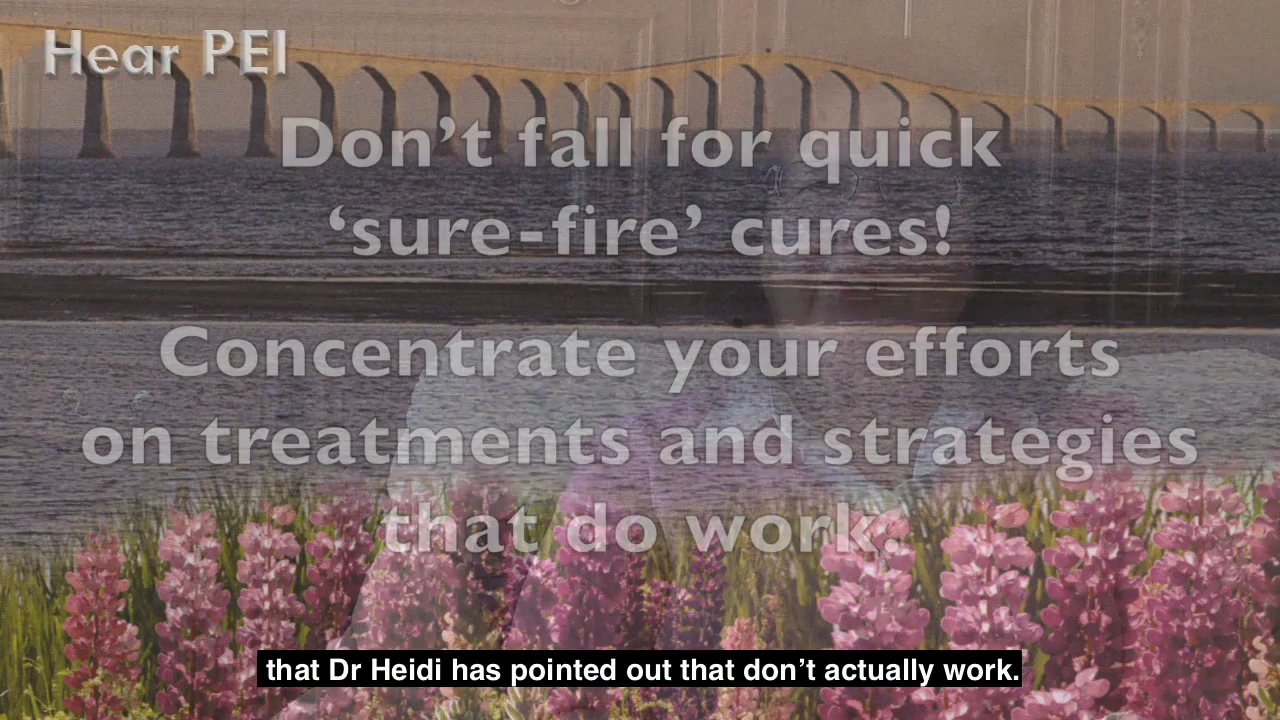 Hear PEI
Don’t fall for quick
‘sure-fire’ cures!
Concentrate your efforts
on treatments and strategies
that do work.
that Dr Heidi has pointed out that don’t actually work.